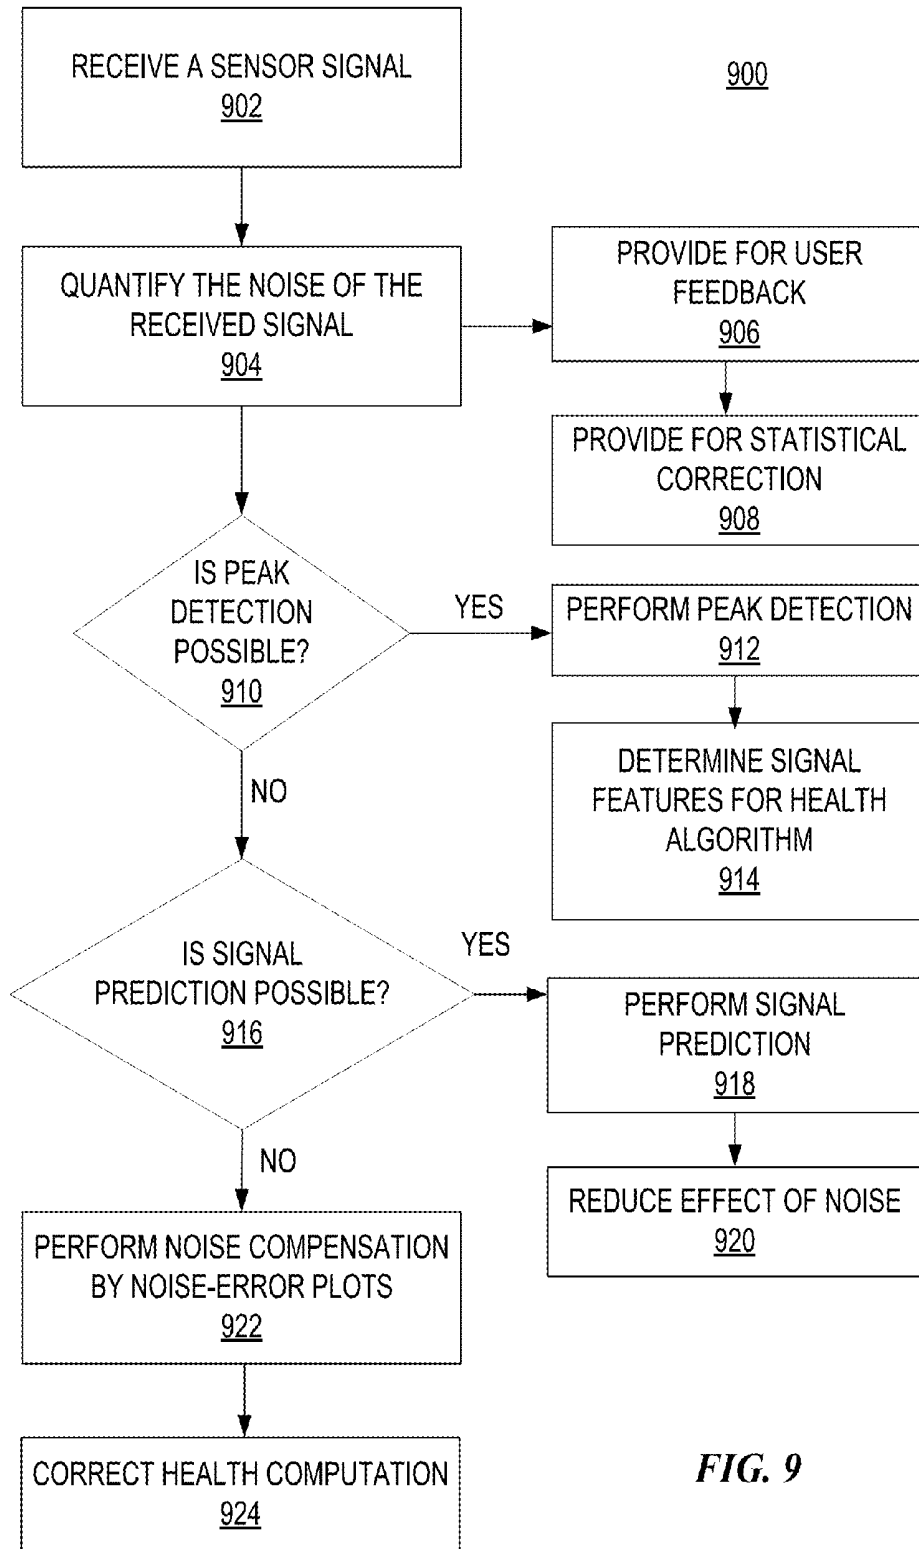 RECEIVE A SENSOR SIGNAL
902
900
QUANTIFY THE NOISE OF THE
RECEIVED SIGNAL
904
PROVIDE FOR USER
FEEDBACK
906
PROVIDE FOR STATISTICAL
CORRECTION
908
IS PEAK
DETECTION
POSSIBLE?
910
YES
PERFORM PEAK DETECTION
912
NO
DETERMINE SIGNAL
FEATURES FOR HEALTH
ALGORITHM
914
IS SIGNAL
PREDICTION POSSIBLE?
916
YES
PERFORM SIGNAL
PREDICTION
918
NO
REDUCE EFFECT OF NOISE
920
PERFORM NOISE COMPENSATION
BY NOISE-ERROR PLOTS
922
CORRECT HEALTH COMPUTATION
924
FIG. 9